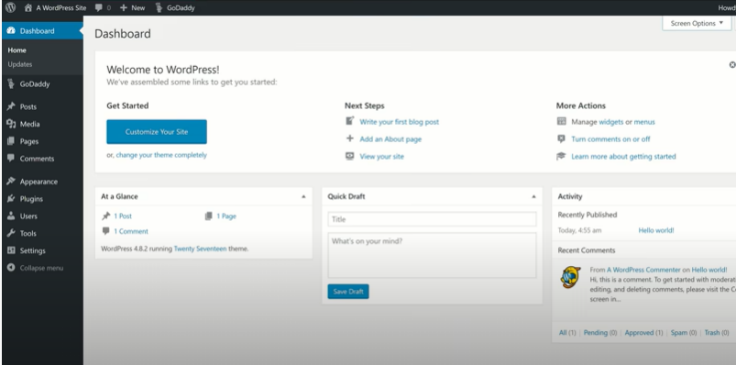 A WordPress Site 0 New GoDaddy
Howd
Screen Options
Dashboard
Home
Updates
GoDaddy
Posts
Media
Pages
Comments
Appearance
Plugins
Users
Tools
Settings
Collapse menu
Dashboard
Welcome to WordPress!
We've assembled some links to get you started:
Get Started
Customize Your Site
or, change your theme completely
Next Steps
Write your first blog post
Add an About page
View your site
More Actions
Manage widgets or menus
Turn comments on or off
Learn more about getting started
At a Glance
1 Post 1 Page
1 Comment
WordPress 4.8.2 running Twenty Seventeen theme.
Quick Draft
Title
What's on your mind?
Save Draft
Activity
Recently Published
Today, 4:55 am Hello world!
Recent Comments
From A WordPress Commenter on Hello world!
Hi, this is a comment. To get started with moderat
editing, and deleting comments, please visit the C
screen in...
All (1) | Pending (0) | Approved (1) | Spam (0) | Trash (0)